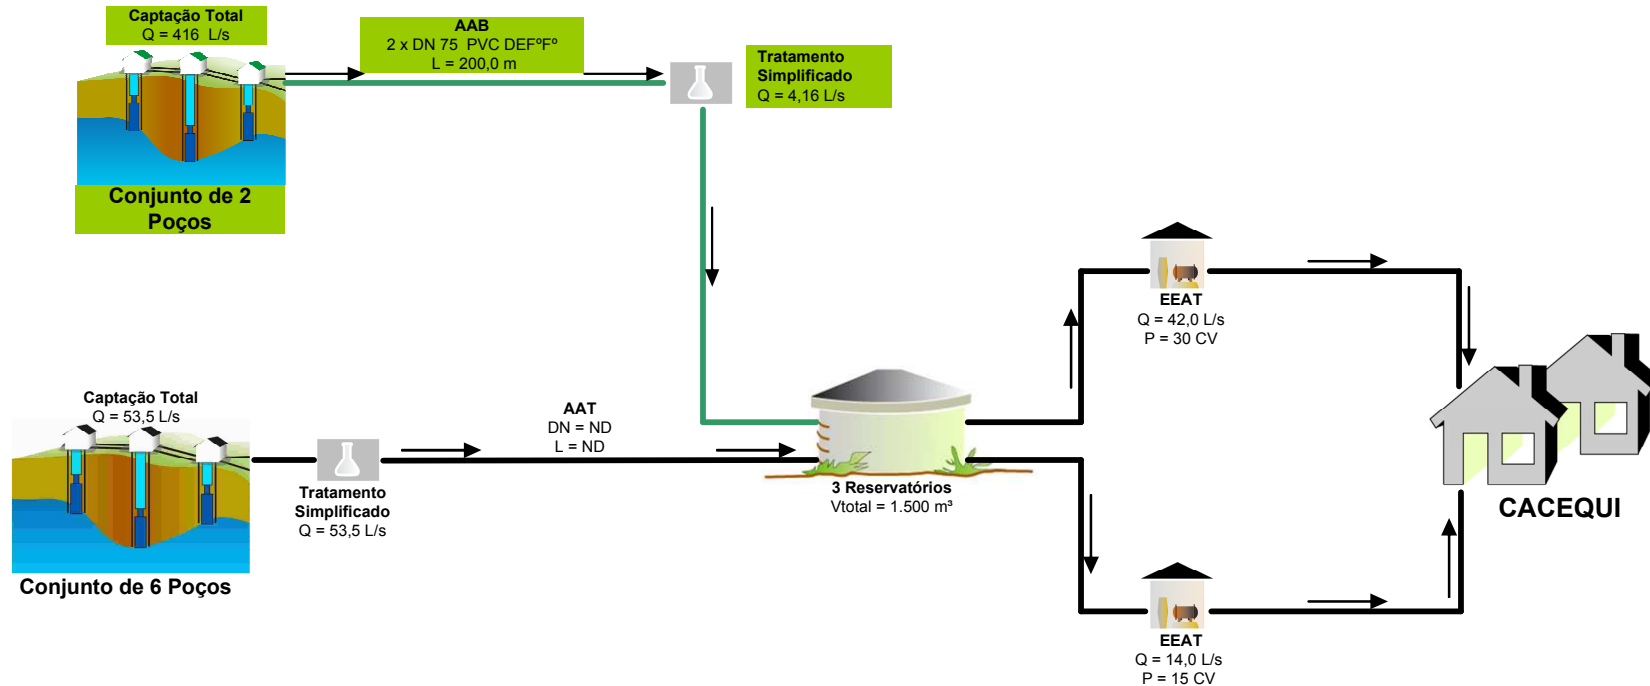 Captação Total
Q = 416 L/s
AAB
2 x DN 75 PVC DEFºFº
L = 200,0 m
Tratamento
Simplificado
Q = 4,16 L/s
Conjunto de 2
Poços
EEAT
Q = 42,0 L/s
P = 30 CV
Captação Total
Q = 53,5 L/s
AAT
DN = ND
L = ND
Tratamento
Simplificado
Q = 53,5 L/s
3 Reservatórios
Vtotal = 1.500 m³
CACEQUI
Conjunto de 6 Poços
EEAT
Q = 14,0 L/s
P = 15 CV